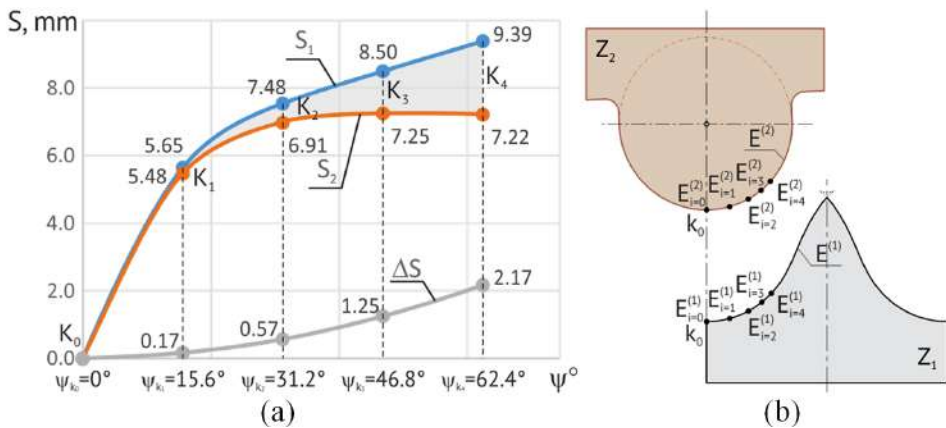 S, mm
9.39
S₁
8.50
7.48
8.0
K₂
K₃
K₄
5.65
6.91
7.25
7.22
6.0
5.48
K₁
S₂
4.0
ΔS
2.0
2.17
K₀
0.17
0.57
1.25
0.0
ψₖ₀=0° ψₖ₁=15.6° ψₖ₂=31.2° ψₖ₃=46.8° ψₖ₄=62.4° ψ°
(a)
Z₂
E⁽²⁾
E⁽²⁾ᵢ₌₀ E⁽²⁾ᵢ₌₁ E⁽²⁾ᵢ₌₃ E⁽²⁾ᵢ₌₄
k₀ E⁽²⁾ᵢ₌₂
E⁽¹⁾
E⁽¹⁾ᵢ₌₀ E⁽¹⁾ᵢ₌₁ E⁽¹⁾ᵢ₌₃ E⁽¹⁾ᵢ₌₄
k₀ E⁽¹⁾ᵢ₌₂
Z₁
(b)